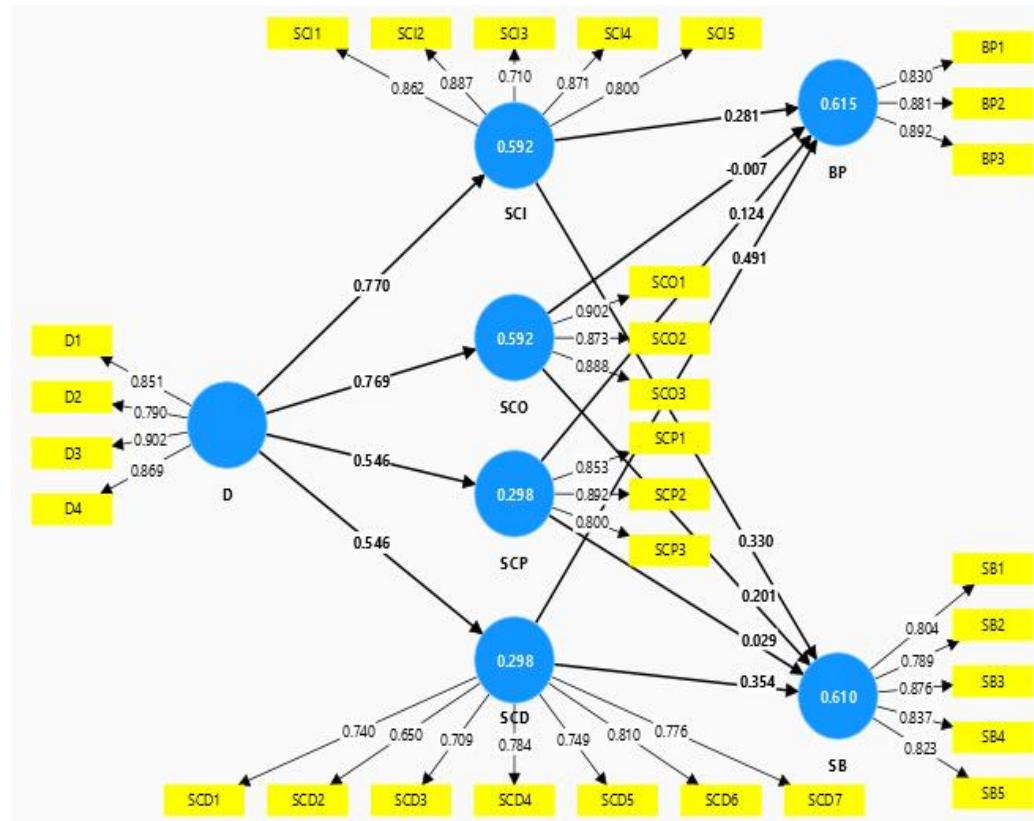 SCI1 SCI2 SCI3 SCI4 SCI5
0.862 0.887 0.710 0.871 0.800
0.592
SCI
BP1
BP2
BP3
0.830
0.881
0.892
0.615
BP
0.281
-0.007
0.124
0.491
0.770
0.769
0.546
0.546
D1
D2
D3
D4
0.851
0.790
0.902
0.869
D
0.592
SCO
SCO1
SCO2
SCO3
0.902
0.873
0.888
0.298
SCP
SCP1
SCP2
SCP3
0.853
0.892
0.800
0.330
0.201
0.029
0.354
0.298
SCD
0.740 0.650 0.709 0.784 0.749 0.810 0.776
SCD1 SCD2 SCD3 SCD4 SCD5 SCD6 SCD7
0.610
SB
SB1
SB2
SB3
SB4
SB5
0.804
0.789
0.876
0.837
0.823